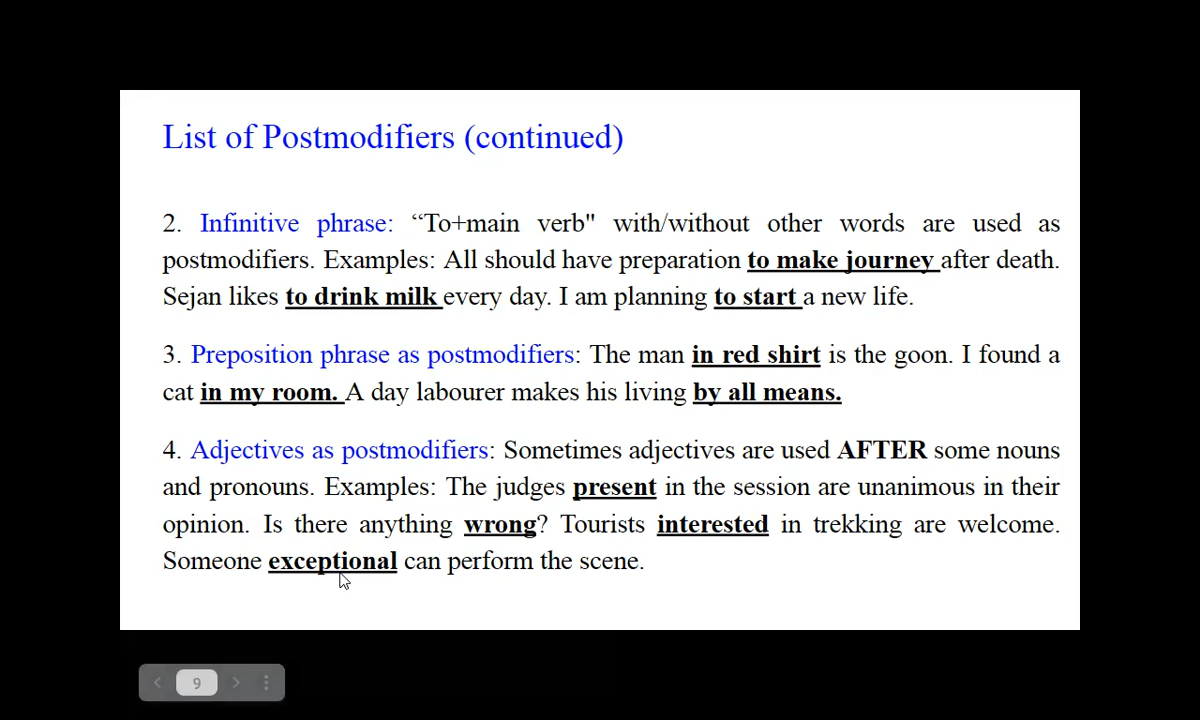 List of Postmodifiers (continued)
2. Infinitive phrase: “To+main verb" with/without other words are used as
postmodifiers. Examples: All should have preparation to make journey after death.
Sejan likes to drink milk every day. I am planning to start a new life.
3. Preposition phrase as postmodifiers: The man in red shirt is the goon. I found a
cat in my room. A day labourer makes his living by all means.
4. Adjectives as postmodifiers: Sometimes adjectives are used AFTER some nouns
and pronouns. Examples: The judges present in the session are unanimous in their
opinion. Is there anything wrong? Tourists interested in trekking are welcome.
Someone exceptional can perform the scene.
9